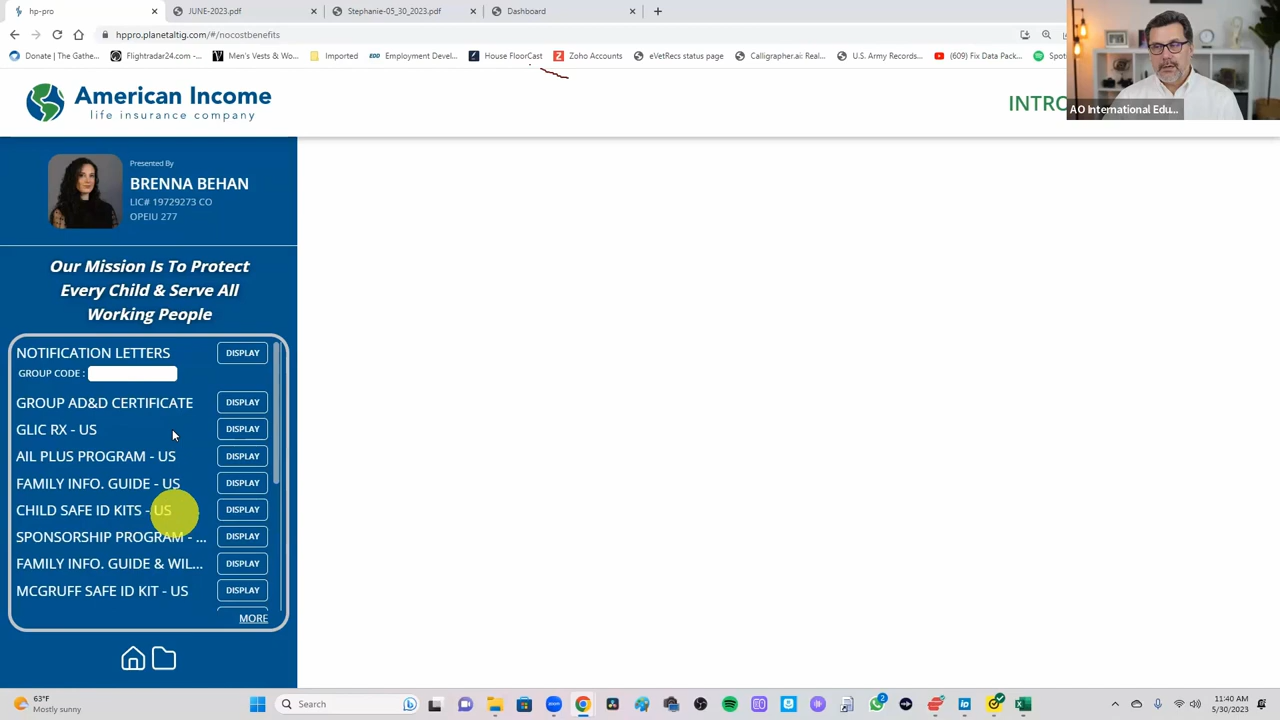 hp-pro
JUNE-2023.pdf
Stephanie-05_30_2023.pdf
Dashboard
hppro.planetaltig.com/#/nocostbenefits
Donate | The Gathe...
Flightradar24.com -...
Men's Vests & Wo...
Imported
EDD
Employment Devel...
House FloorCast
Zoho Accounts
eVetRecs status page
Calligrapher.ai: Real...
U.S. Army Records...
(609) Fix Data Pack...
Spot
American Income
life insurance company
INTRO
AO International Edu...
Presented By
BRENNA BEHAN
LIC# 19729273 CO
OPEIU 277
Our Mission Is To Protect
Every Child & Serve All
Working People
NOTIFICATION LETTERS DISPLAY
GROUP CODE :
GROUP AD&D CERTIFICATE DISPLAY
GLIC RX - US DISPLAY
AIL PLUS PROGRAM - US DISPLAY
FAMILY INFO. GUIDE - US DISPLAY
CHILD SAFE ID KITS - US DISPLAY
SPONSORSHIP PROGRAM - ... DISPLAY
FAMILY INFO. GUIDE & WIL... DISPLAY
MCGRUFF SAFE ID KIT - US DISPLAY
MORE
63°F
Mostly sunny
Search
11:40 AM
5/30/2023